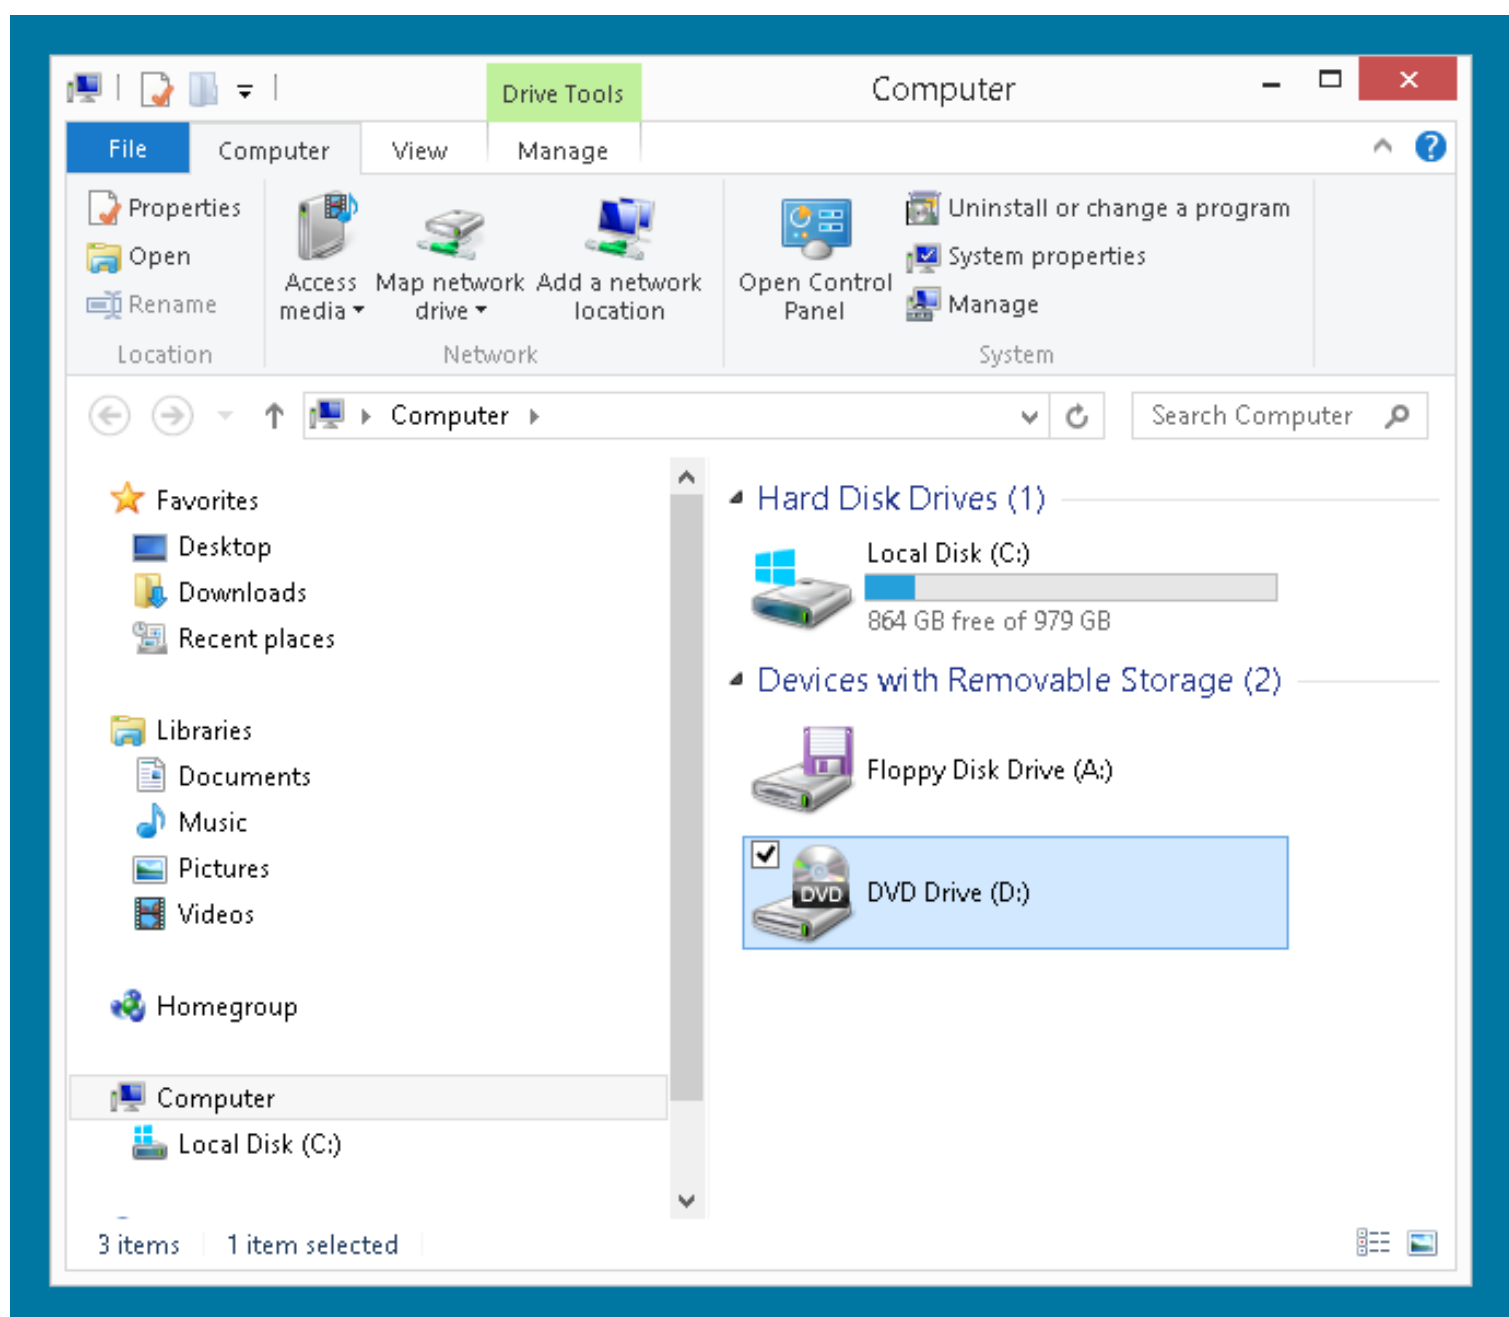 Drive Tools
Computer
File
Computer
View
Manage
Properties
Open
Rename
Location
Access media
Map network drive
Add a network location
Network
Open Control Panel
Uninstall or change a program
System properties
Manage
System
Computer
Search Computer
Favorites
Desktop
Downloads
Recent places
Libraries
Documents
Music
Pictures
Videos
Homegroup
Computer
Local Disk (C:)
Hard Disk Drives (1)
Local Disk (C:)
864 GB free of 979 GB
Devices with Removable Storage (2)
Floppy Disk Drive (A:)
DVD
DVD Drive (D:)
3 items
1 item selected